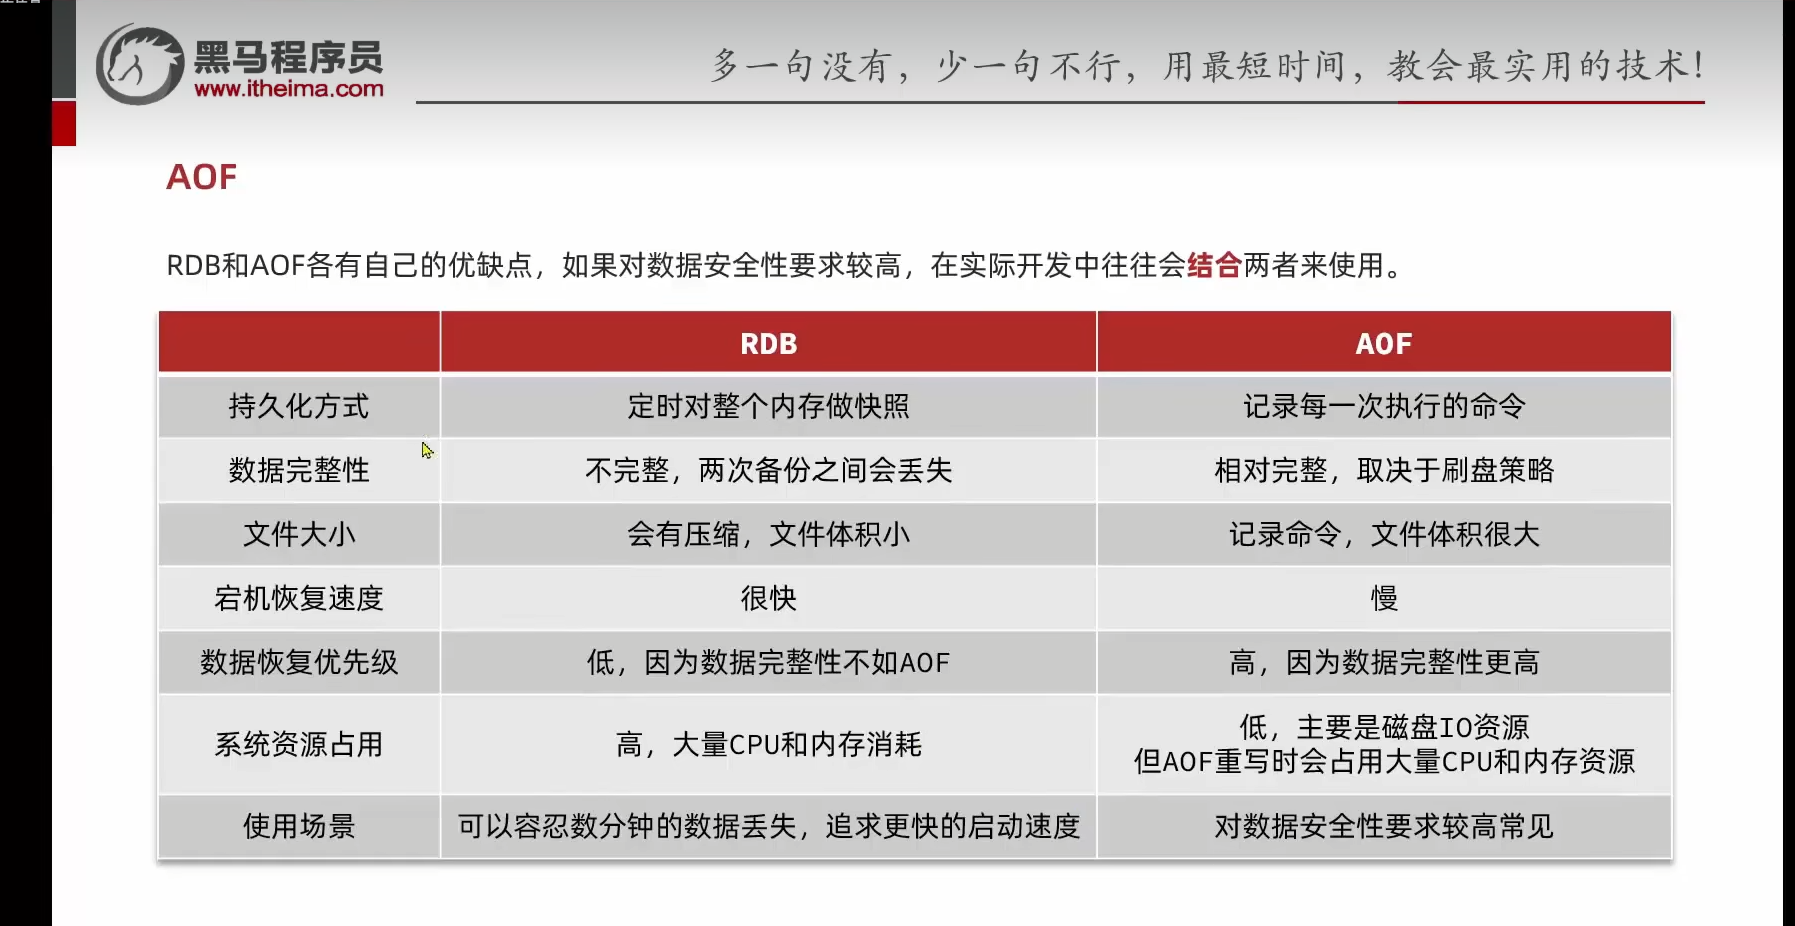 黑马程序员
www.itheima.com
多一句没有，少一句不行，用最短时间，教会最实用的技术！
AOF
RDB和AOF各有自己的优缺点，如果对数据安全性要求较高，在实际开发中往往会结合两者来使用。
RDB AOF
持久化方式 定时对整个内存做快照 记录每一次执行的命令
数据完整性 不完整，两次备份之间会丢失 相对完整，取决于刷盘策略
文件大小 会有压缩，文件体积小 记录命令，文件体积很大
宕机恢复速度 很快 慢
数据恢复优先级 低，因为数据完整性不如AOF 高，因为数据完整性更高
系统资源占用 高，大量CPU和内存消耗 低，主要是磁盘IO资源
但AOF重写时会占用大量CPU和内存资源
使用场景 可以容忍数分钟的数据丢失，追求更快的启动速度 对数据安全性要求较高常见